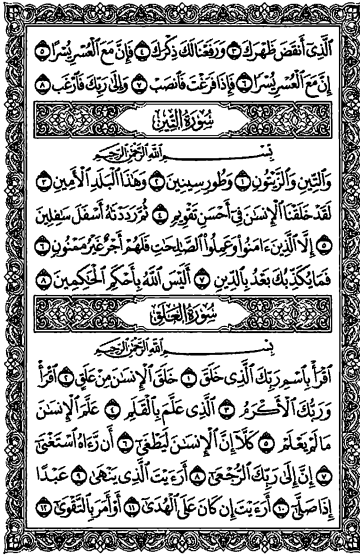 ٱلَّذِىٓ أَنقَضَ ظَهْرَكَ ٣ وَرَفَعْنَا لَكَ ذِكْرَكَ ٤ فَإِنَّ مَعَ ٱلْعُسْرِ يُسْرًا ٥
إِنَّ مَعَ ٱلْعُسْرِ يُسْرًا ٦ فَإِذَا فَرَغْتَ فَٱنصَبْ ٧ وَإِلَىٰ رَبِّكَ فَٱرْغَب ٨
سُورَةُ التِّينِ
بِسْمِ ٱللَّهِ ٱلرَّحْمَٰنِ ٱلرَّحِيمِ
وَٱلتِّينِ وَٱلزَّيْتُونِ ١ وَطُورِ سِينِينَ ٢ وَهَٰذَا ٱلْبَلَدِ ٱلْأَمِينِ ٣
لَقَدْ خَلَقْنَا ٱلْإِنسَٰنَ فِىٓ أَحْسَنِ تَقْوِيمٍ ٤ ثُمَّ رَدَدْنَٰهُ أَسْفَلَ سَٰفِلِينَ
٥ إِلَّا ٱلَّذِينَ ءَامَنُوا۟ وَعَمِلُوا۟ ٱلصَّٰلِحَٰتِ فَلَهُمْ أَجْرٌ غَيْرُ مَمْنُونٍ ٦
فَمَا يُكَذِّبُكَ بَعْدُ بِٱلدِّينِ ٧ أَلَيْسَ ٱللَّهُ بِأَحْكَمِ ٱلْحَٰكِمِينَ ٨
سُورَةُ العَلَقِ
بِسْمِ ٱللَّهِ ٱلرَّحْمَٰنِ ٱلرَّحِيمِ
ٱقْرَأْ بِٱسْمِ رَبِّكَ ٱلَّذِى خَلَقَ ١ خَلَقَ ٱلْإِنسَٰنَ مِنْ عَلَقٍ ٢ ٱقْرَأْ
وَرَبُّكَ ٱلْأَكْرَمُ ٣ ٱلَّذِى عَلَّمَ بِٱلْقَلَمِ ٤ عَلَّمَ ٱلْإِنسَٰنَ
مَا لَمْ يَعْلَمْ ٥ كَلَّآ إِنَّ ٱلْإِنسَٰنَ لَيَطْغَىٰٓ ٦ أَن رَّءَاهُ ٱسْتَغْنَىٰٓ
٧ إِنَّ إِلَىٰ رَبِّكَ ٱلرُّجْعَىٰٓ ٨ أَرَءَيْتَ ٱلَّذِى يَنْهَىٰ ٩ عَبْدًا
إِذَا صَلَّىٰٓ ١٠ أَرَءَيْتَ إِن كَانَ عَلَى ٱلْهُدَىٰٓ ١١ أَوْ أَمَرَ بِٱلتَّقْوَىٰٓ ١٢